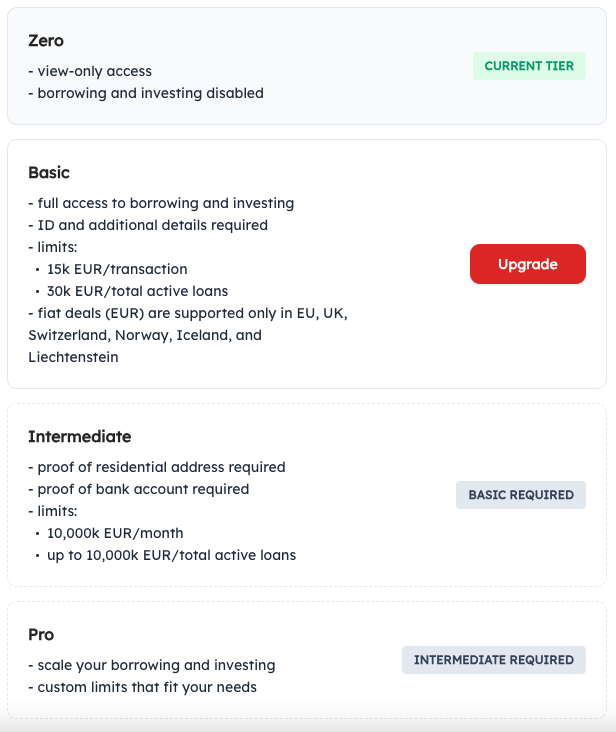 Zero
- view-only access
- borrowing and investing disabled
CURRENT TIER
Basic
- full access to borrowing and investing
- ID and additional details required
- limits:
• 15k EUR/transaction
• 30k EUR/total active loans
- fiat deals (EUR) are supported only in EU, UK,
Switzerland, Norway, Iceland, and
Liechtenstein
Upgrade
Intermediate
- proof of residential address required
- proof of bank account required
- limits:
• 10,000k EUR/month
• up to 10,000k EUR/total active loans
BASIC REQUIRED
Pro
- scale your borrowing and investing
- custom limits that fit your needs
INTERMEDIATE REQUIRED